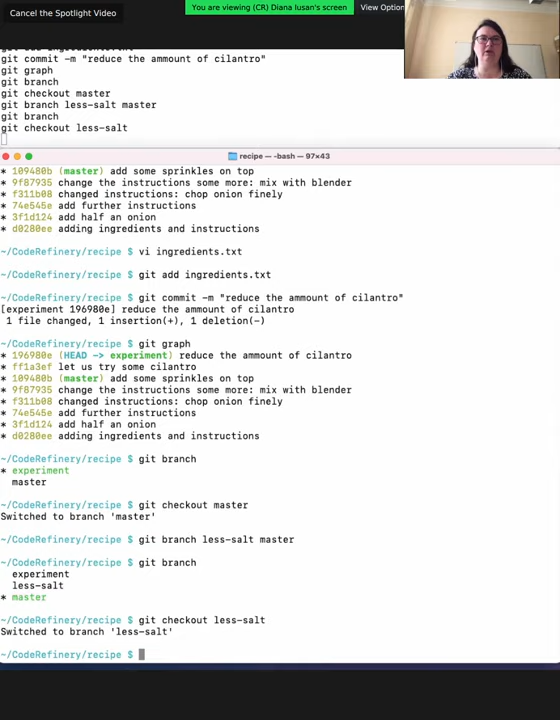 Cancel the Spotlight Video
You are viewing (CR) Diana Iusan's screen
View Option
git commit -m "reduce the ammount of cilantro"
git graph
git branch
git checkout master
git branch less-salt master
git branch
git checkout less-salt
recipe — -bash — 97×43
* 109480b (master) add some sprinkles on top
* 9f87935 change the instructions some more: mix with blender
* f311b08 changed instructions: chop onion finely
* 74e545e add further instructions
* 3f1d124 add half an onion
* d0280ee adding ingredients and instructions
~/CodeRefinery/recipe $ vi ingredients.txt
~/CodeRefinery/recipe $ git add ingredients.txt
~/CodeRefinery/recipe $ git commit -m "reduce the ammount of cilantro"
[experiment 196980e] reduce the ammount of cilantro
1 file changed, 1 insertion(+), 1 deletion(-)
~/CodeRefinery/recipe $ git graph
* 196980e (HEAD -> experiment) reduce the ammount of cilantro
* ff1a3ef let us try some cilantro
* 109480b (master) add some sprinkles on top
* 9f87935 change the instructions some more: mix with blender
* f311b08 changed instructions: chop onion finely
* 74e545e add further instructions
* 3f1d124 add half an onion
* d0280ee adding ingredients and instructions
~/CodeRefinery/recipe $ git branch
* experiment
master
~/CodeRefinery/recipe $ git checkout master
Switched to branch 'master'
~/CodeRefinery/recipe $ git branch less-salt master
~/CodeRefinery/recipe $ git branch
experiment
less-salt
* master
~/CodeRefinery/recipe $ git checkout less-salt
Switched to branch 'less-salt'
~/CodeRefinery/recipe $